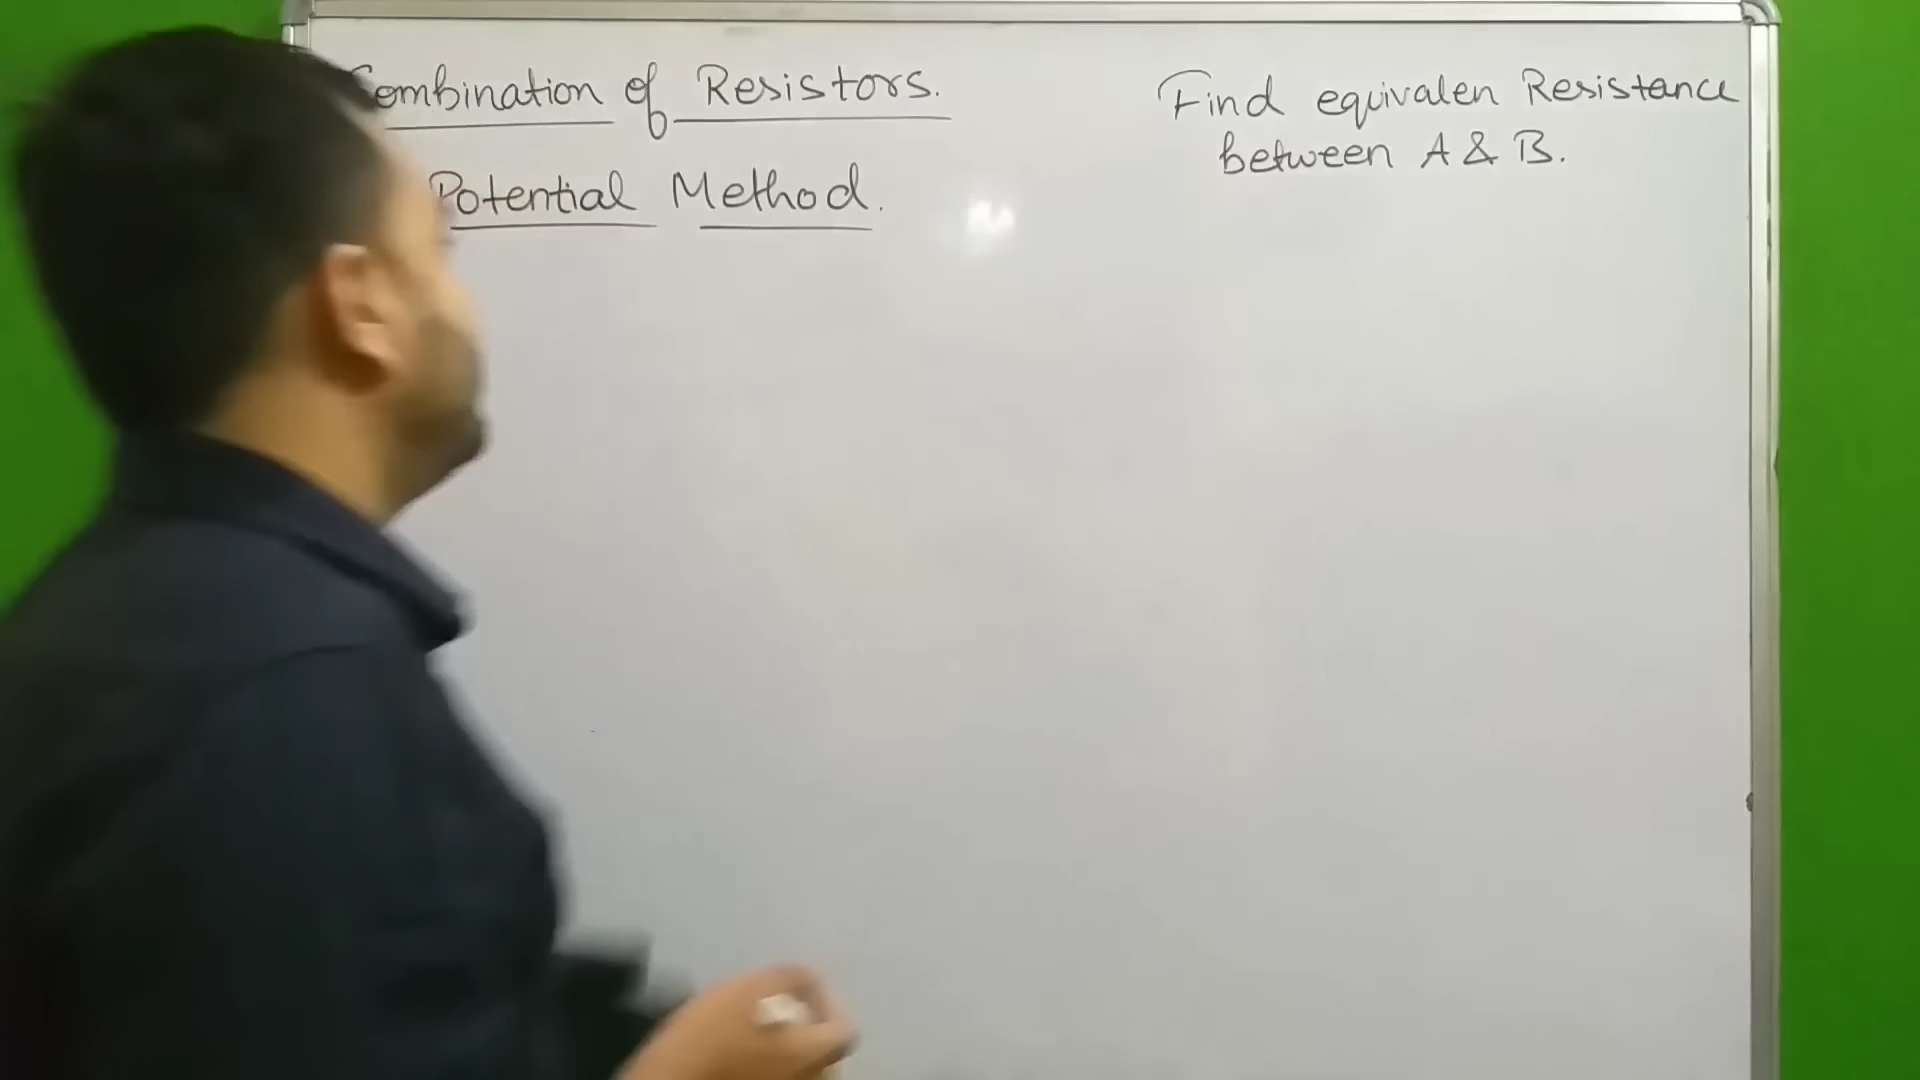 Combination of Resistors.
Potential Method.
Find equivalen Resistance
between A & B.